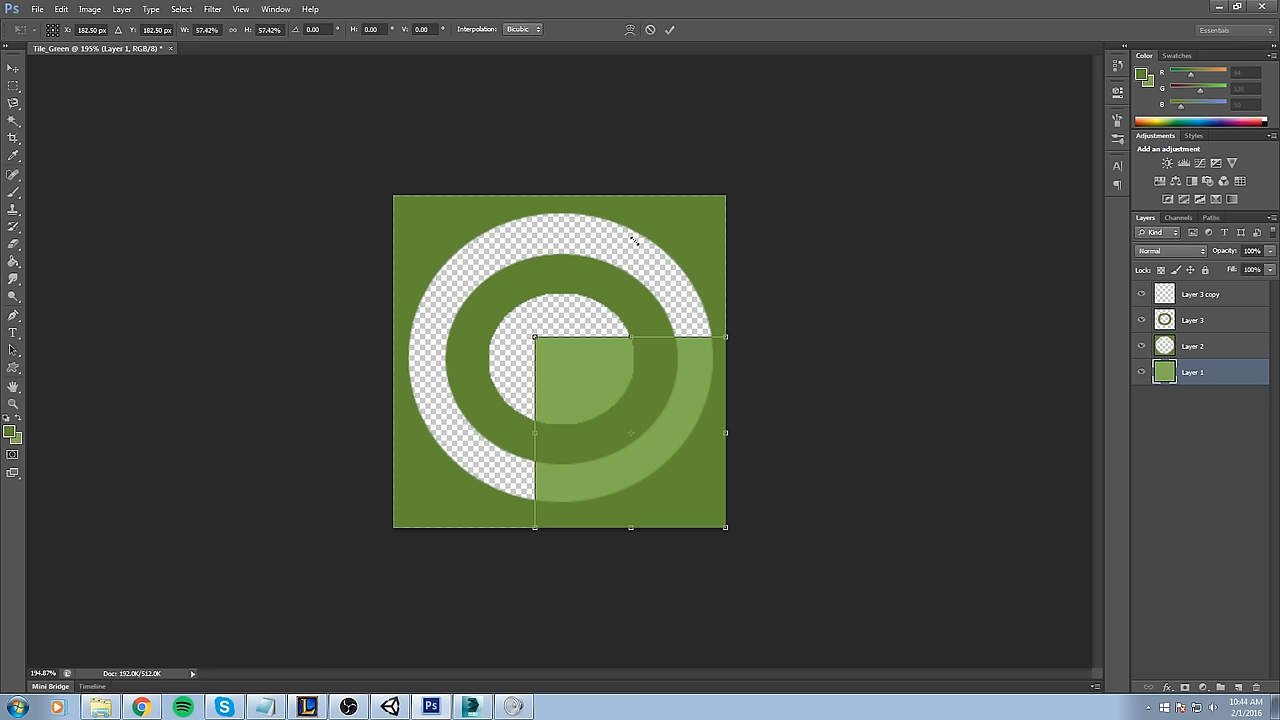 Ps File Edit Image Layer Type Select Filter View Window Help
X: 182.50 px Y: 182.50 px W: 57.42% H: 57.42% 0.00 ° H: 0.00 ° V: 0.00 ° Interpolation: Bicubic Essentials
Tile_Green @ 195% (Layer 1, RGB/8) * ×
Color Swatches
R 94
G 130
B 50
Adjustments Styles
Add an adjustment
Layers Channels Paths
Kind
Normal Opacity: 100%
Lock: Fill: 100%
Layer 3 copy
Layer 3
Layer 2
Layer 1
194.87% Doc: 192.0K/512.0K
Mini Bridge Timeline
10:44 AM
2/1/2016